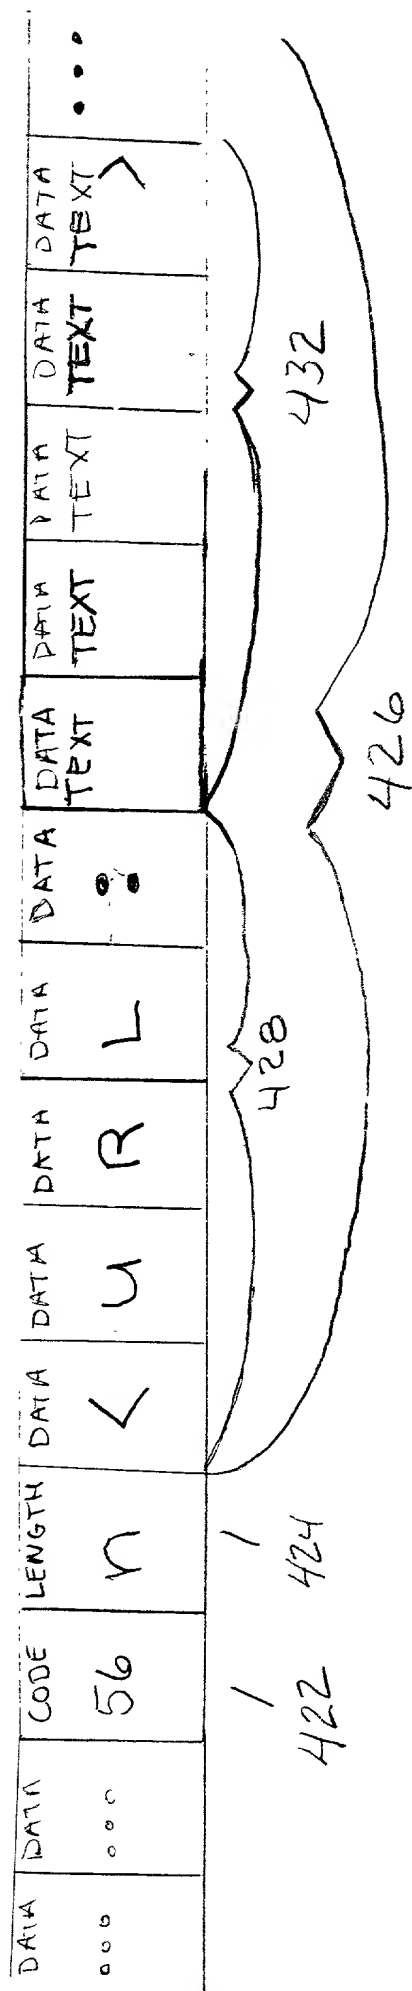 DATA DATA CODE LENGTH DATA DATA DATA DATA DATA DATA DATA DATA DATA DATA
... ... 56 n < U R L : TEXT TEXT TEXT TEXT TEXT > ...
422 424 428 432
426